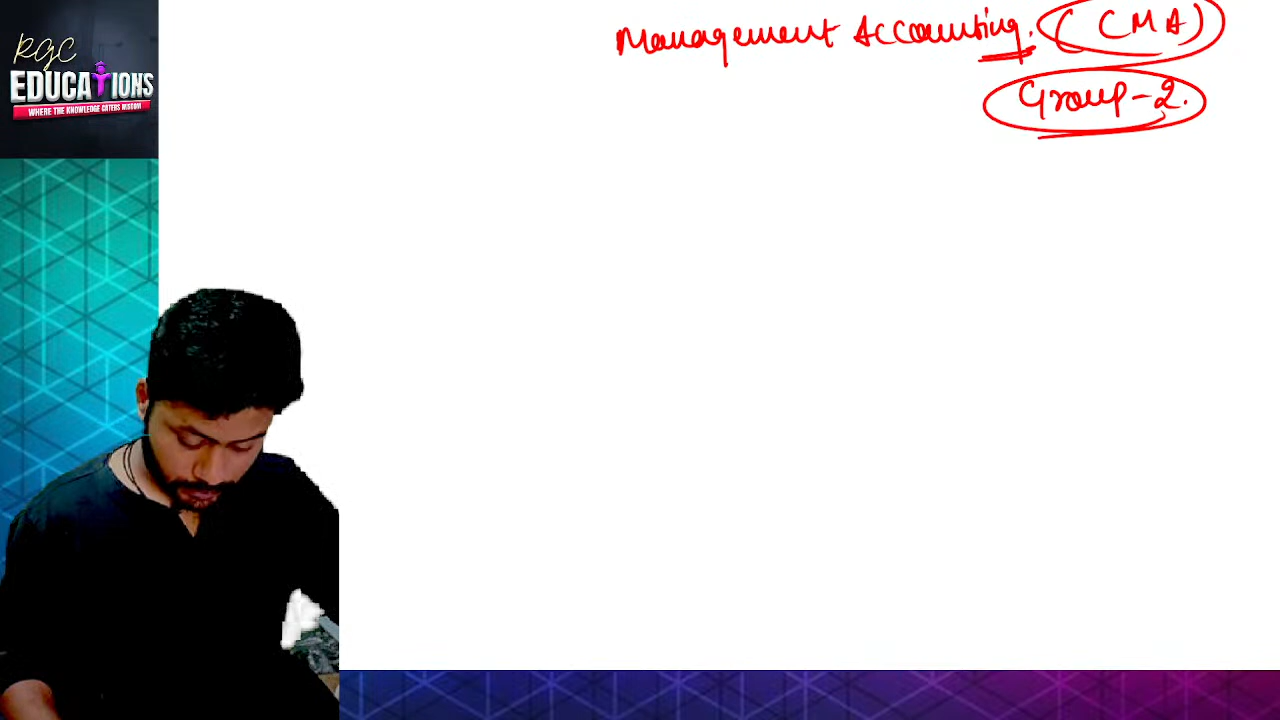 RGC
EDUCATIONS
WHERE THE KNOWLEDGE CATERS WISDOM
Management Accounting. (CMA)
Group-2.